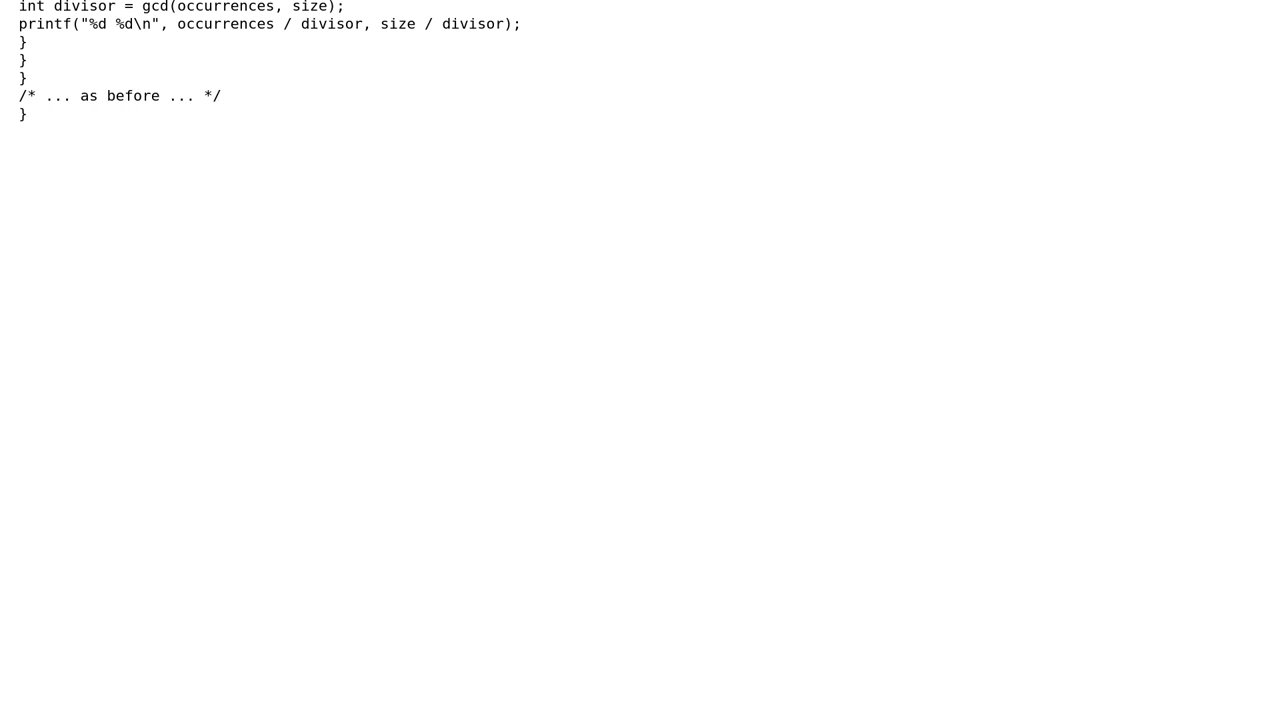 int divisor = gcd(occurrences, size);
printf("%d %d\n", occurrences / divisor, size / divisor);
}
}
}
/* ... as before ... */
}